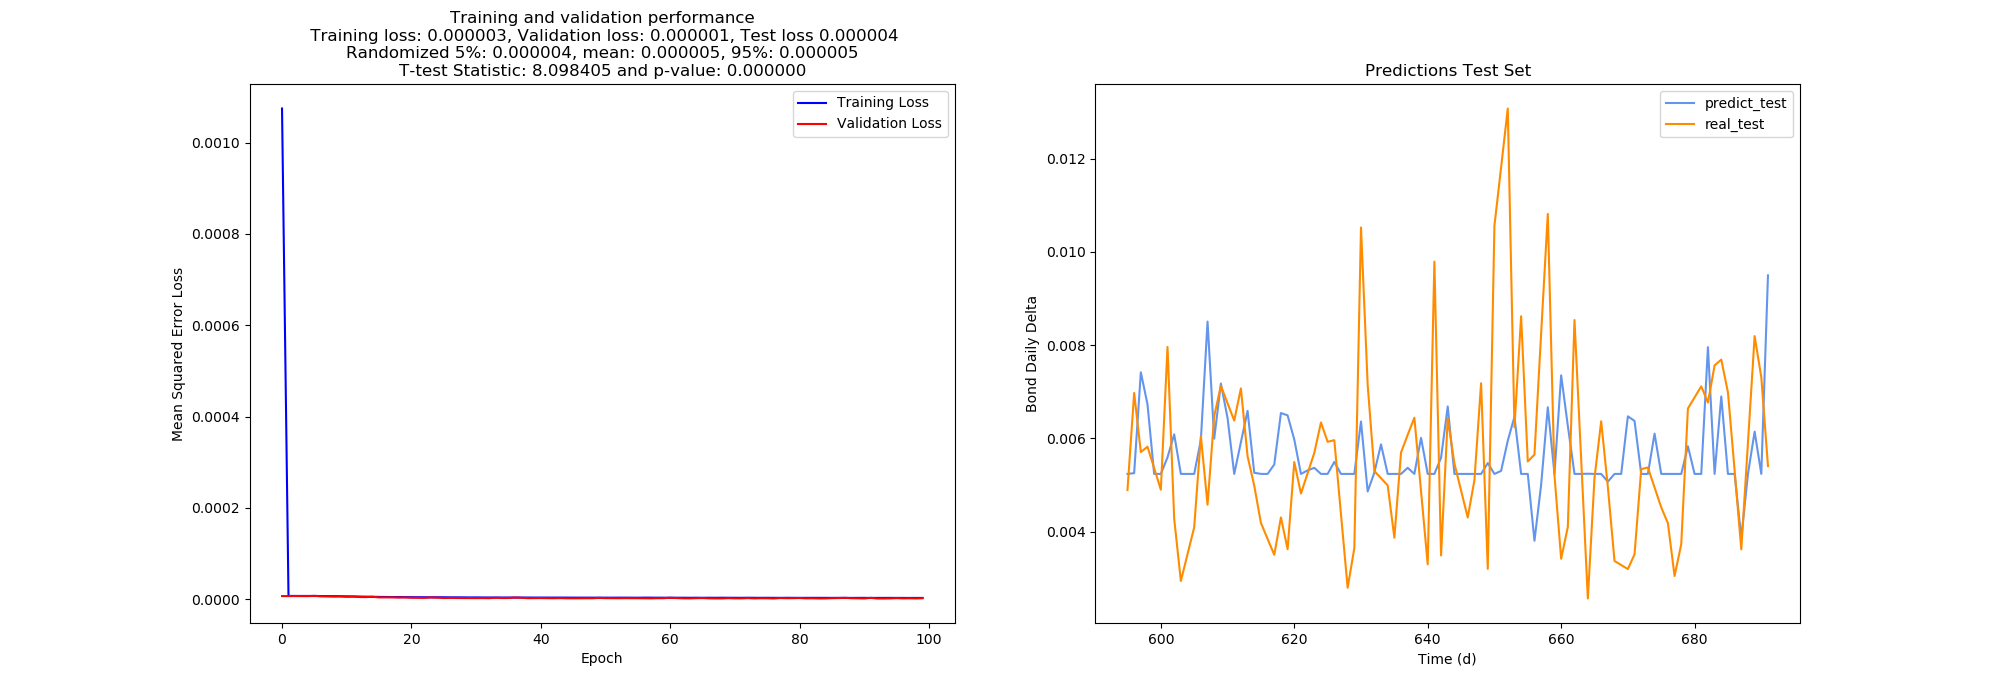 Training and validation performance
Training loss: 0.000003, Validation loss: 0.000001, Test loss 0.000004
Randomized 5%: 0.000004, mean: 0.000005, 95%: 0.000005
T-test Statistic: 8.098405 and p-value: 0.000000
Training Loss
Validation Loss
0.0010
0.0008
0.0006
0.0004
0.0002
0.0000
Mean Squared Error Loss
0 20 40 60 80 100
Epoch
Predictions Test Set
predict_test
real_test
0.012
0.010
0.008
0.006
0.004
Bond Daily Delta
600 620 640 660 680
Time (d)